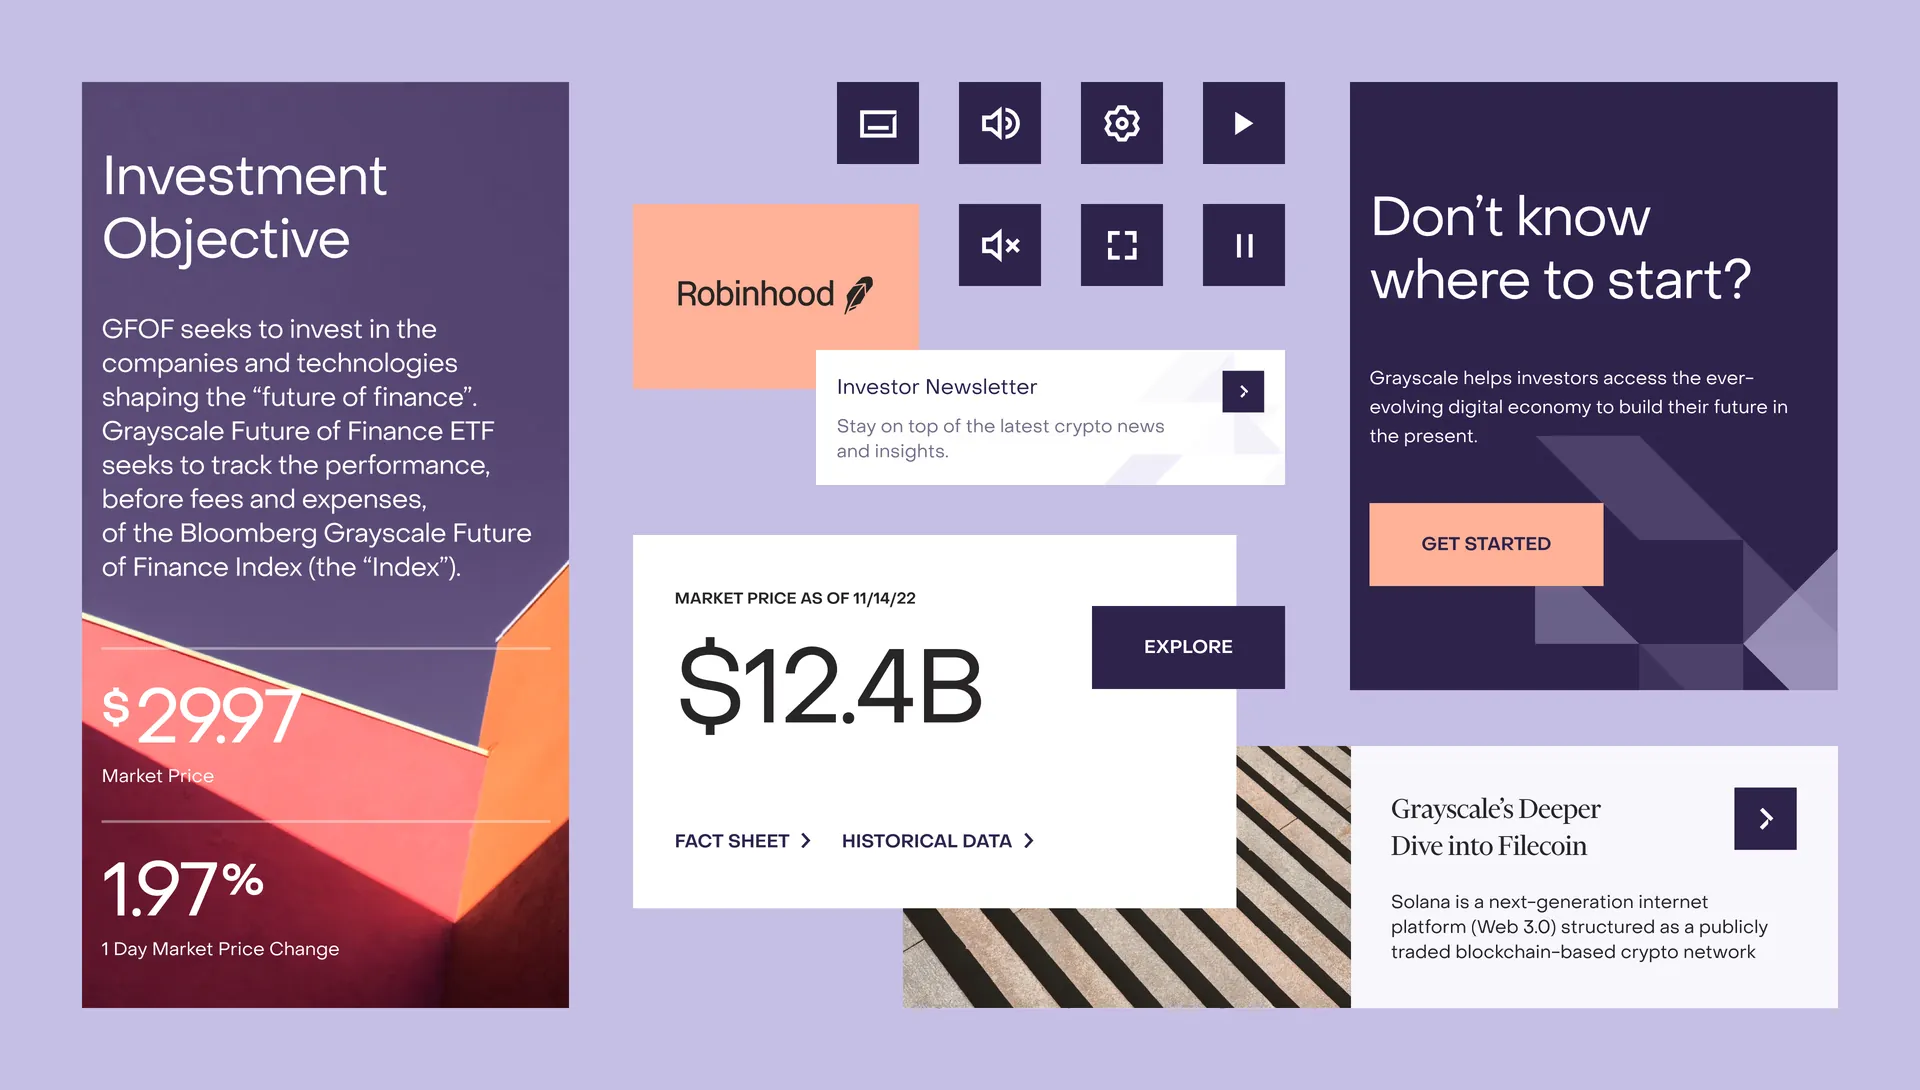 Investment
Objective
GFOF seeks to invest in the
companies and technologies
shaping the “future of finance”.
Grayscale Future of Finance ETF
seeks to track the performance,
before fees and expenses,
of the Bloomberg Grayscale Future
of Finance Index (the “Index”).
$29.97
Market Price
1.97%
1 Day Market Price Change
Robinhood
Investor Newsletter
Stay on top of the latest crypto news
and insights.
MARKET PRICE AS OF 11/14/22
$12.4B
EXPLORE
FACT SHEET
HISTORICAL DATA
Don’t know
where to start?
Grayscale helps investors access the ever-
evolving digital economy to build their future in
the present.
GET STARTED
Grayscale’s Deeper
Dive into Filecoin
Solana is a next-generation internet
platform (Web 3.0) structured as a publicly
traded blockchain-based crypto network